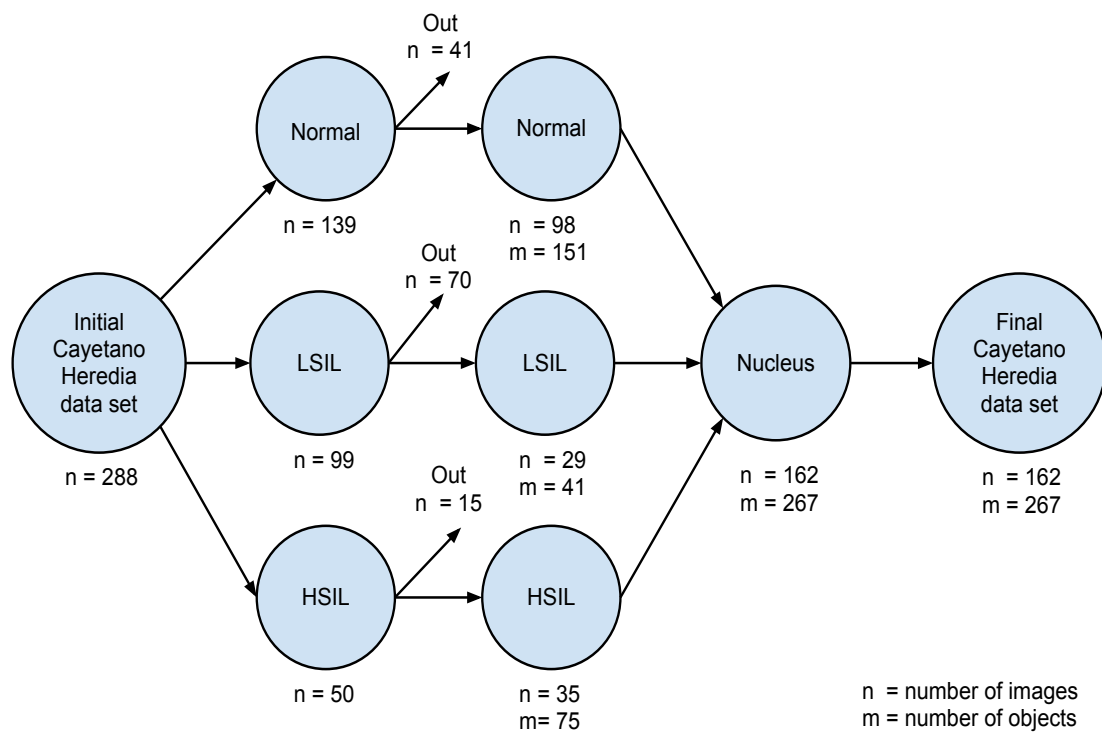 Out
n = 41
Normal
n = 139
Normal
n = 98
m = 151
Initial
Cayetano
Heredia
data set
n = 288
Out
n = 70
LSIL
n = 99
LSIL
n = 29
m = 41
Nucleus
n = 162
m = 267
Final
Cayetano
Heredia
data set
n = 162
m = 267
Out
n = 15
HSIL
n = 50
HSIL
n = 35
m= 75
n = number of images
m = number of objects